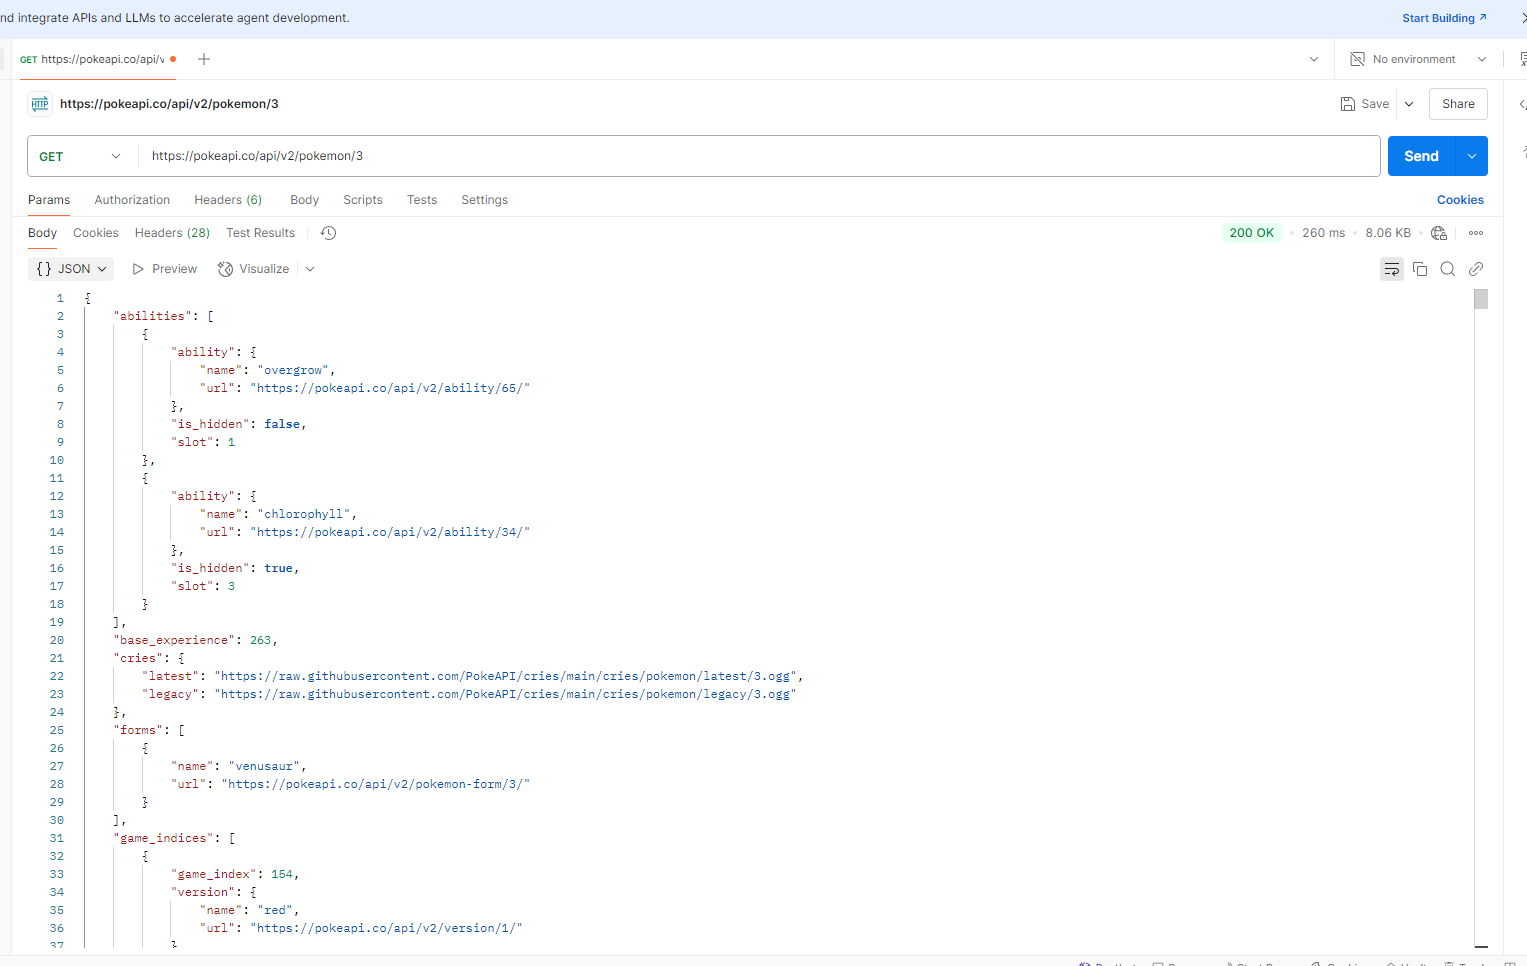 nd integrate APIs and LLMs to accelerate agent development.
Start Building
GET https://pokeapi.co/api/v
No environment
HTTP https://pokeapi.co/api/v2/pokemon/3
Save
Share
GET
https://pokeapi.co/api/v2/pokemon/3
Send
Params Authorization Headers (6) Body Scripts Tests Settings
Cookies
Body Cookies Headers (28) Test Results
200 OK 260 ms 8.06 KB
{} JSON Preview Visualize
1 {
2 "abilities": [
3 {
4 "ability": {
5 "name": "overgrow",
6 "url": "https://pokeapi.co/api/v2/ability/65/"
7 },
8 "is_hidden": false,
9 "slot": 1
10 },
11 {
12 "ability": {
13 "name": "chlorophyll",
14 "url": "https://pokeapi.co/api/v2/ability/34/"
15 },
16 "is_hidden": true,
17 "slot": 3
18 }
19 ],
20 "base_experience": 263,
21 "cries": {
22 "latest": "https://raw.githubusercontent.com/PokeAPI/cries/main/cries/pokemon/latest/3.ogg",
23 "legacy": "https://raw.githubusercontent.com/PokeAPI/cries/main/cries/pokemon/legacy/3.ogg"
24 },
25 "forms": [
26 {
27 "name": "venusaur",
28 "url": "https://pokeapi.co/api/v2/pokemon-form/3/"
29 }
30 ],
31 "game_indices": [
32 {
33 "game_index": 154,
34 "version": {
35 "name": "red",
36 "url": "https://pokeapi.co/api/v2/version/1/"
37 }